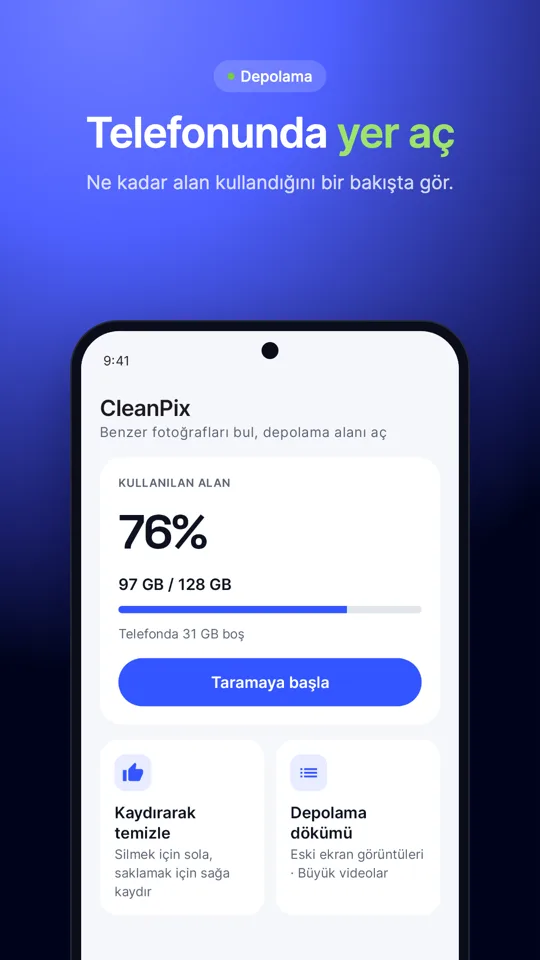 Depolama
Telefonunda yer aç
Ne kadar alan kullandığını bir bakışta gör.
9:41
CleanPix
Benzer fotoğrafları bul, depolama alanı aç
KULLANILAN ALAN
76%
97 GB / 128 GB
Telefonda 31 GB boş
Taramaya başla
Kaydırarak
temizle
Silmek için sola,
saklamak için sağa
kaydır
Depolama
dökümü
Eski ekran görüntüleri
· Büyük videolar